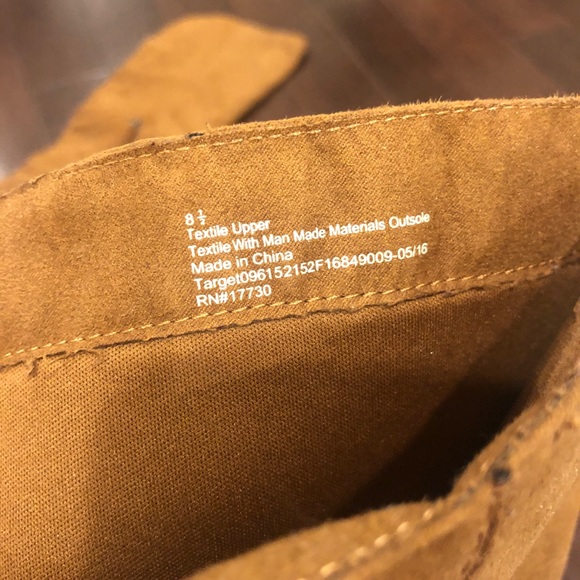 8 ½
Textile Upper
Textile With Man Made Materials Outsole
Made in China
Target096152152F16849009-05/16
RN#17730